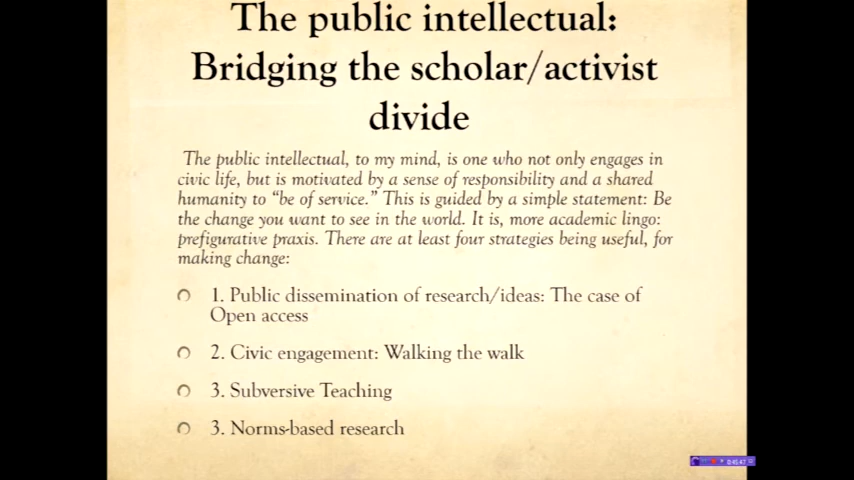 The public intellectual:
Bridging the scholar/activist
divide
The public intellectual, to my mind, is one who not only engages in
civic life, but is motivated by a sense of responsibility and a shared
humanity to “be of service.” This is guided by a simple statement: Be
the change you want to see in the world. It is, more academic lingo:
prefigurative praxis. There are at least four strategies being useful, for
making change:
1. Public dissemination of research/ideas: The case of
Open access
2. Civic engagement: Walking the walk
3. Subversive Teaching
3. Norms-based research
0:45:47